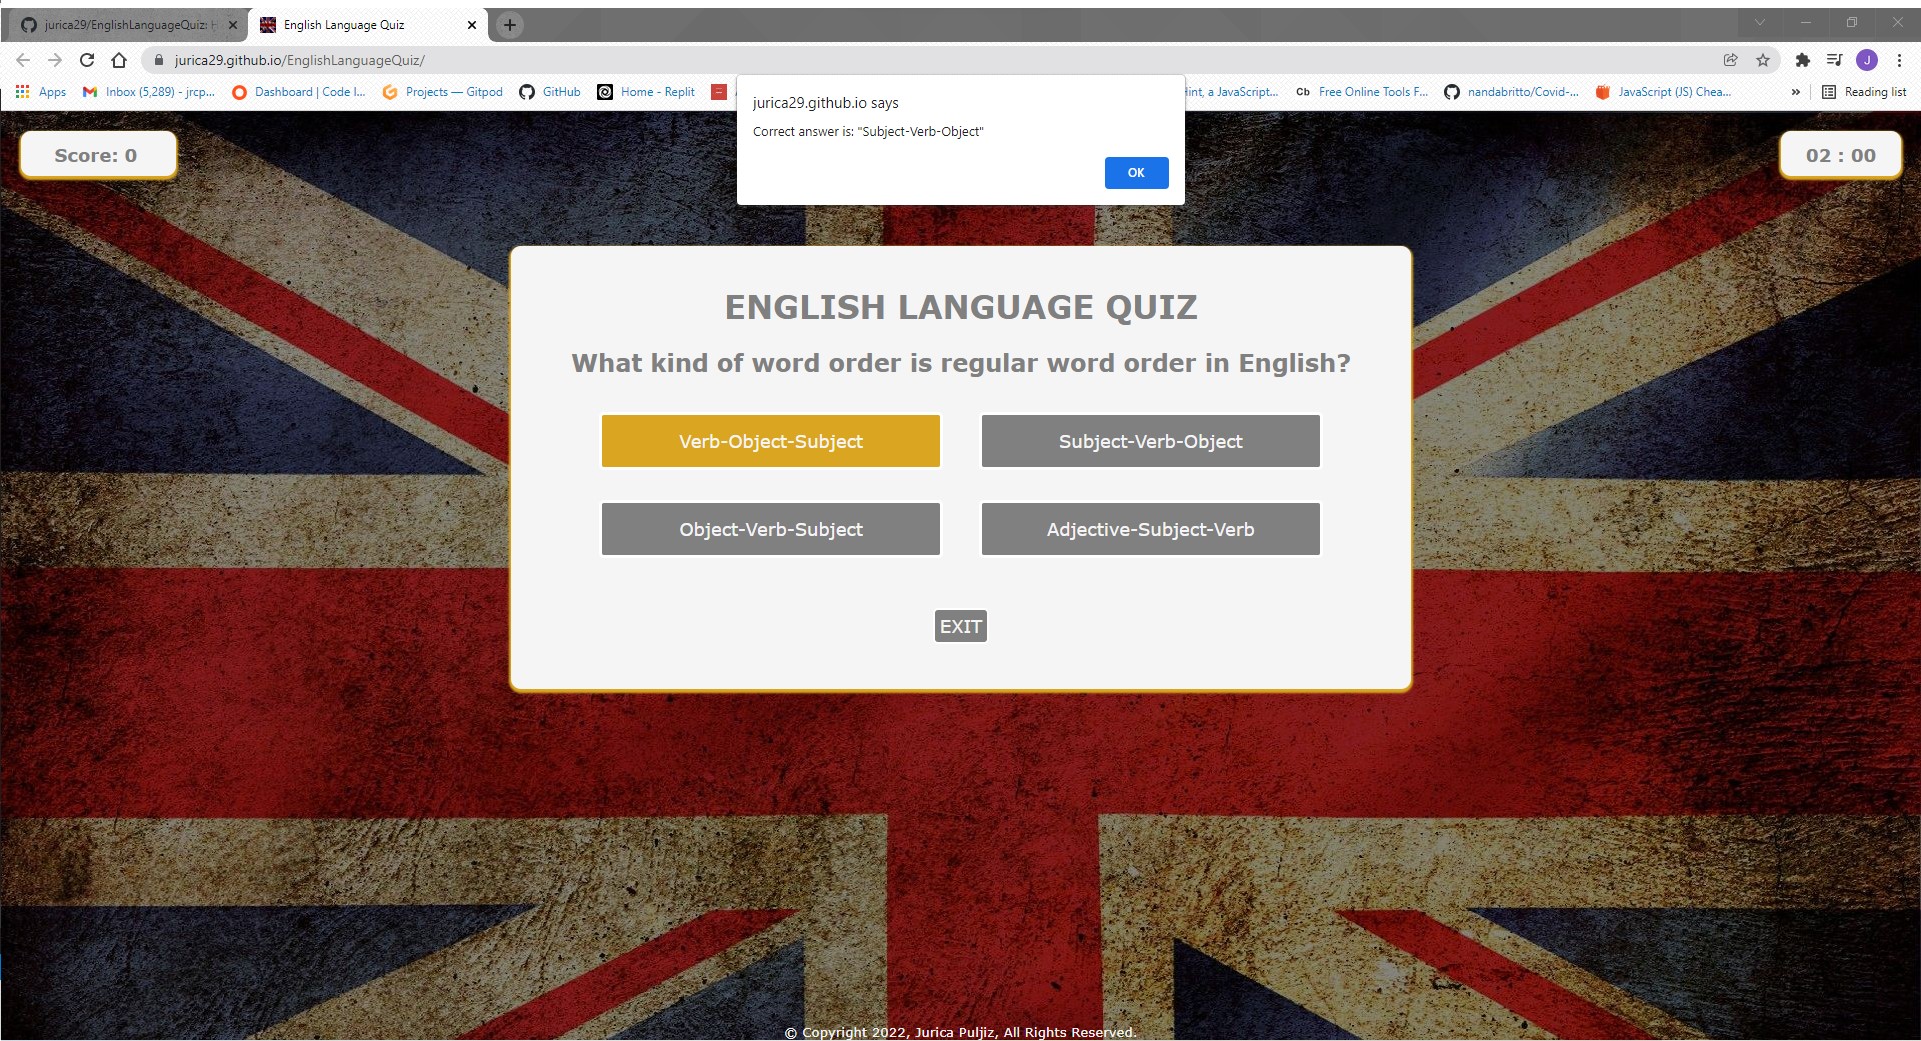 jurica29/EnglishLanguageQuiz:
English Language Quiz
jurica29.github.io/EnglishLanguageQuiz/
J
Apps
Inbox (5,289) - jrcp...
Dashboard | Code I...
Projects — Gitpod
GitHub
Home - Replit
Hint, a JavaScript...
Cb
Free Online Tools F...
nandabritto/Covid-...
JavaScript (JS) Chea...
»
Reading list
jurica29.github.io says
Correct answer is: "Subject-Verb-Object"
OK
Score: 0
02 : 00
ENGLISH LANGUAGE QUIZ
What kind of word order is regular word order in English?
Verb-Object-Subject
Subject-Verb-Object
Object-Verb-Subject
Adjective-Subject-Verb
EXIT
© Copyright 2022, Jurica Puljiz, All Rights Reserved.